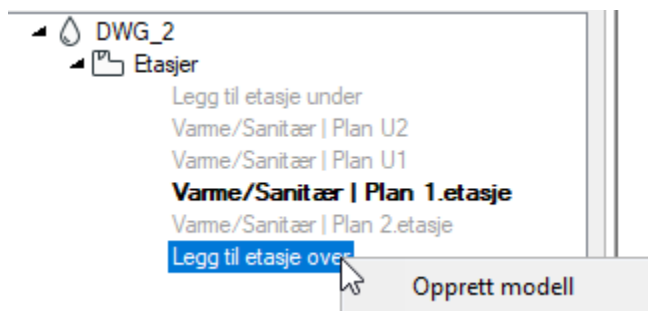 DWG_2
Etasjer
Legg til etasje under
Varme/Sanitær | Plan U2
Varme/Sanitær | Plan U1
Varme/Sanitær | Plan 1.etasje
Varme/Sanitær | Plan 2.etasje
Legg til etasje over
Opprett modell